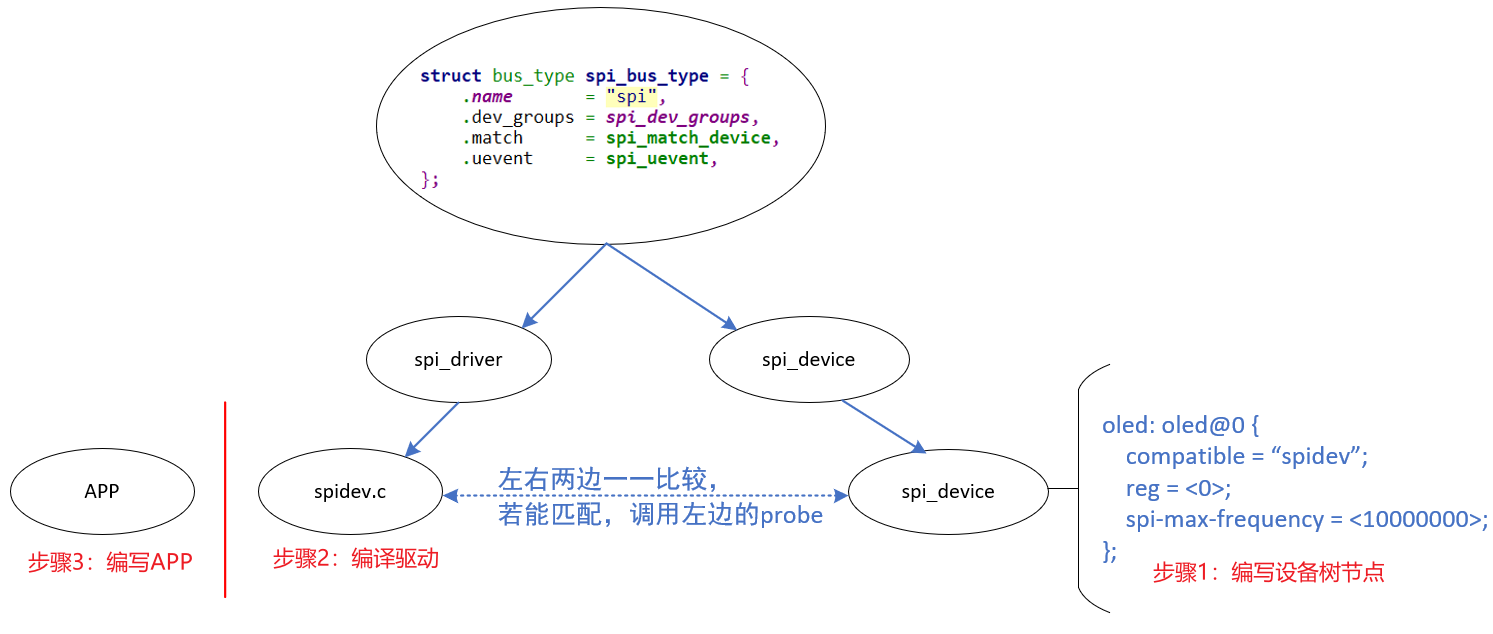 struct bus_type spi_bus_type = {
    .name       = "spi",
    .dev_groups = spi_dev_groups,
    .match      = spi_match_device,
    .uevent     = spi_uevent,
};
spi_driver
spi_device
APP
spidev.c
左右两边一一比较，
若能匹配，调用左边的probe
spi_device
oled: oled@0 {
    compatible = “spidev”;
    reg = <0>;
    spi-max-frequency = <10000000>;
};
步骤3：编写APP
步骤2：编译驱动
步骤1：编写设备树节点